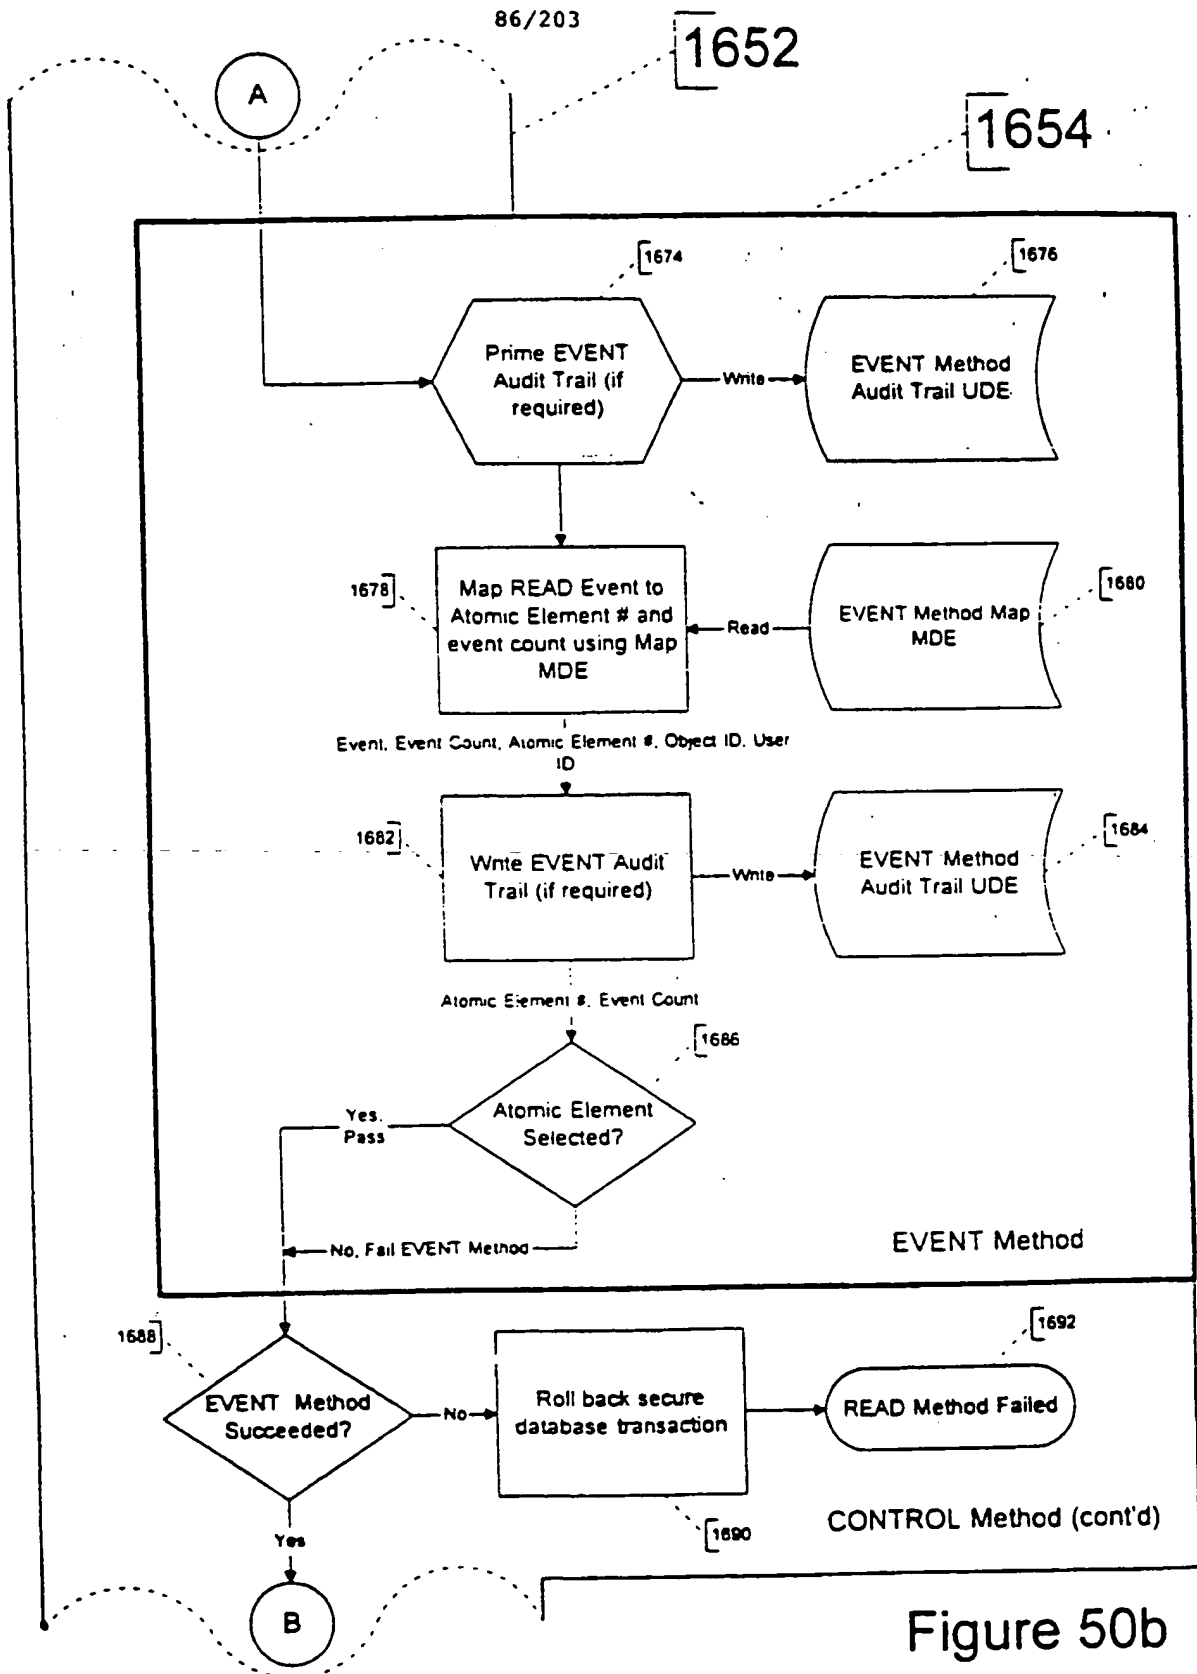 86/203
1652
A
1654
1674
1676
Prime EVENT
Audit Trail (if
required)
Write
EVENT Method
Audit Trail UDE
1678
Map READ Event to
Atomic Element # and
event count using Map
MDE
Read
EVENT Method Map
MDE
1680
Event, Event Count, Atomic Element #, Object ID, User
ID
1682
Write EVENT Audit
Trail (if required)
Write
EVENT Method
Audit Trail UDE
1684
Atomic Element #, Event Count
1686
Atomic Element
Selected?
Yes,
Pass
No, Fail EVENT Method
EVENT Method
1688
EVENT Method
Succeeded?
No
Roll back secure
database transaction
1690
1692
READ Method Failed
CONTROL Method (cont'd)
Yes
B
Figure 50b